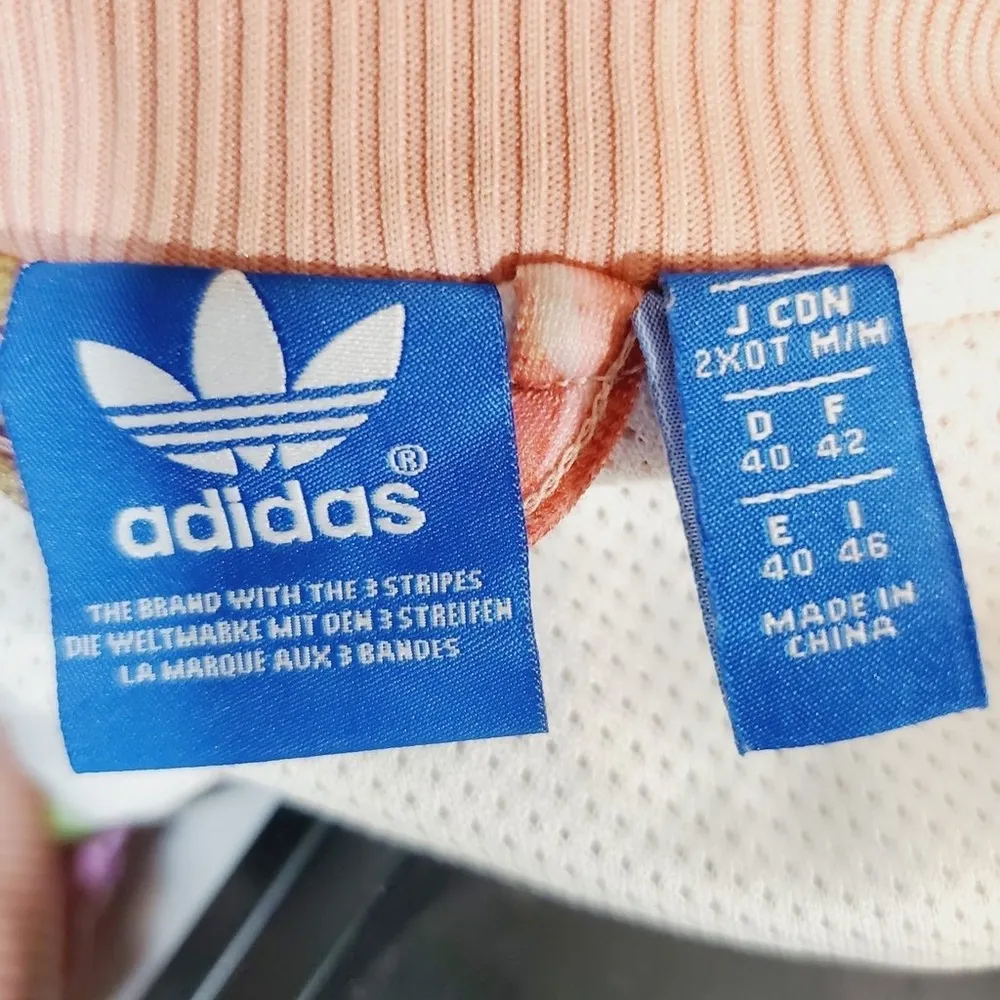 adidas®
THE BRAND WITH THE 3 STRIPES
DIE WELTMARKE MIT DEN 3 STREIFEN
LA MARQUE AUX 3 BANDES
J CDN
2XOT M/M
D F
40 42
E I
40 46
MADE IN
CHINA